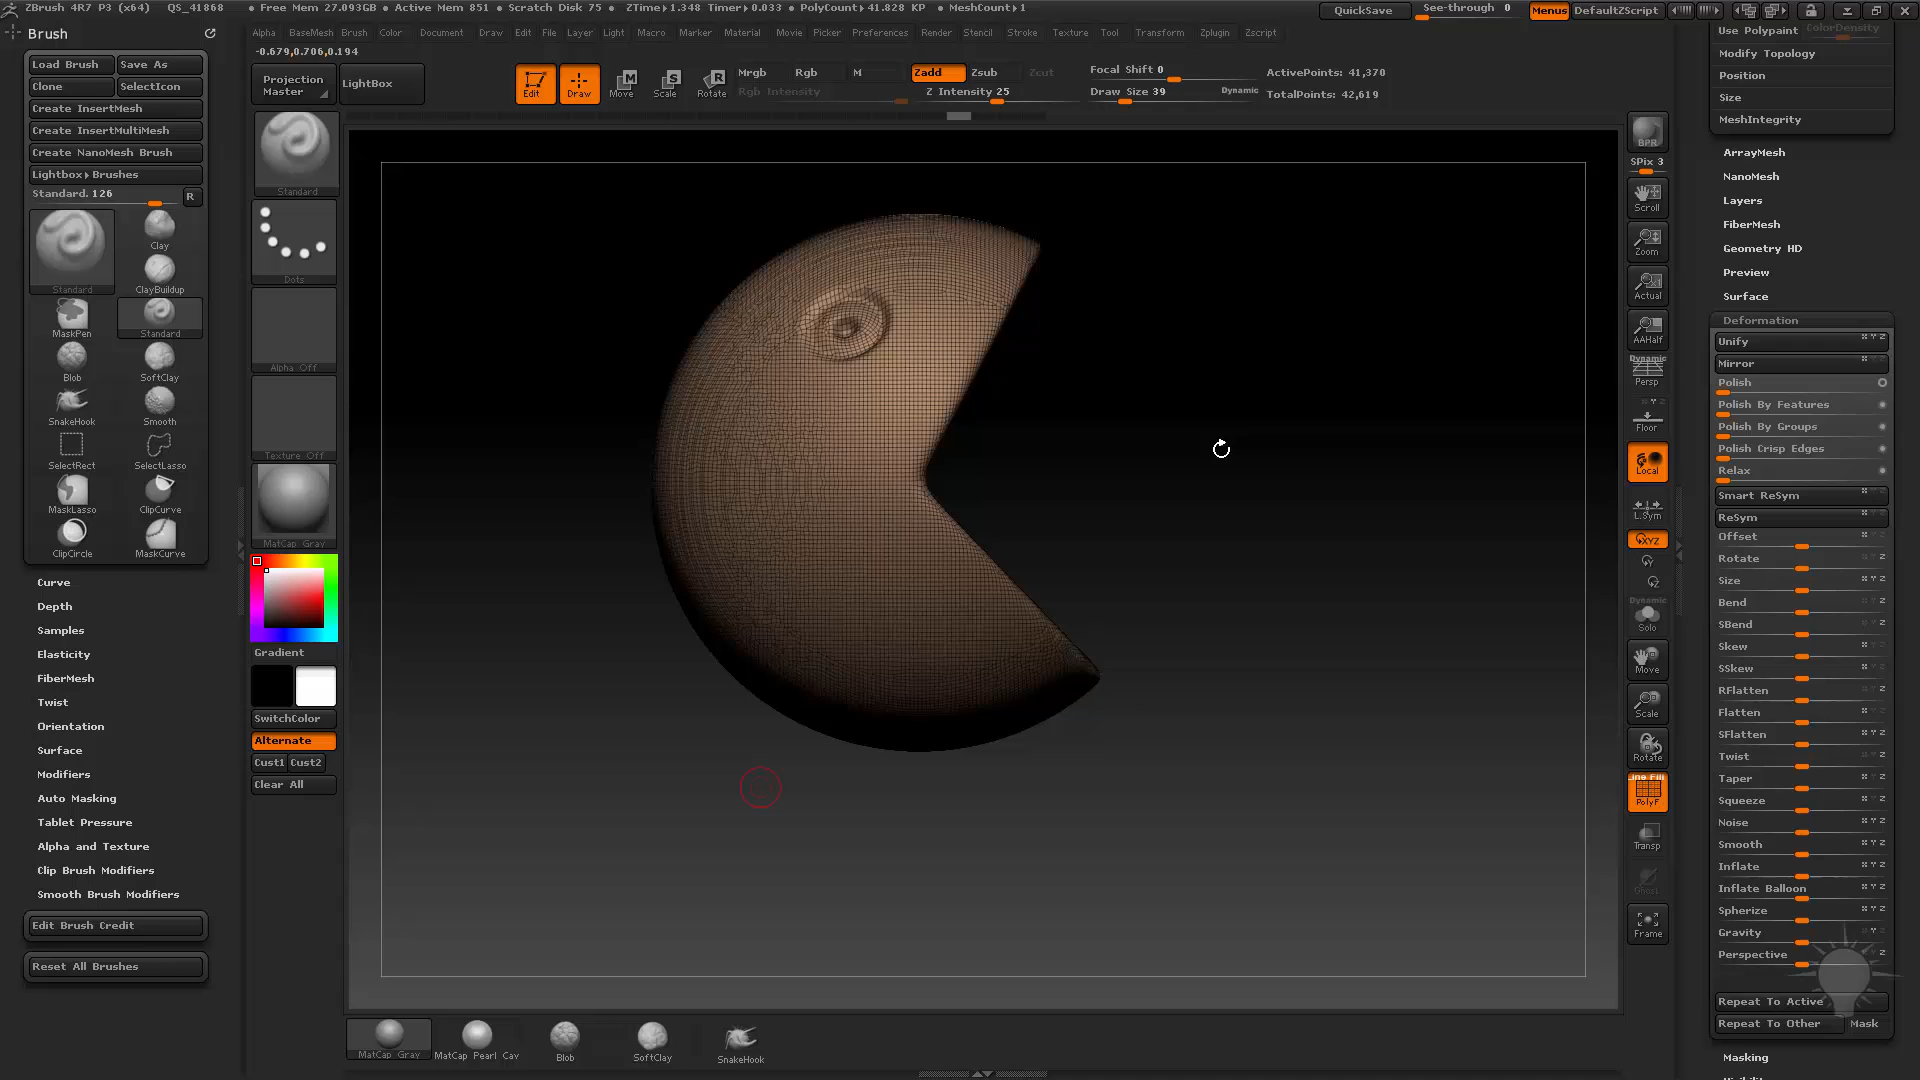 ZBrush 4R7 P3 (x64) QS_41868 • Free Mem 27.093GB • Active Mem 851 • Scratch Disk 75 • ZTime▸1.348 Timer▸0.033 • PolyCount▸41.828 KP • MeshCount▸1 QuickSave See-through 0 Menus DefaultZScript
Brush
Alpha BaseMesh Brush Color Document Draw Edit File Layer Light Macro Marker Material Movie Picker Preferences Render Stencil Stroke Texture Tool Transform Zplugin Zscript
-0.679,0.706,0.194
Load Brush Save As
Clone SelectIcon
Create InsertMesh
Create InsertMultiMesh
Create NanoMesh Brush
Lightbox▸Brushes
Standard. 126 R
Standard Clay
ClayBuildup
MaskPen Standard
Blob SoftClay
SnakeHook Smooth
SelectRect SelectLasso
MaskLasso ClipCurve
ClipCircle MaskCurve
Curve
Depth
Samples
Elasticity
FiberMesh
Twist
Orientation
Surface
Modifiers
Auto Masking
Tablet Pressure
Alpha and Texture
Clip Brush Modifiers
Smooth Brush Modifiers
Edit Brush Credit
Reset All Brushes
Projection Master
LightBox
Edit Draw Move Scale Rotate
Mrgb Rgb M
Rgb Intensity
Zadd Zsub Zcut
Z Intensity 25
Focal Shift 0
Draw Size 39 Dynamic
ActivePoints: 41,370
TotalPoints: 42,619
Standard
Dots
Alpha Off
Texture Off
MatCap Gray
Gradient
SwitchColor
Alternate
Cust1 Cust2
Clear All
MatCap Gray MatCap Pearl Cav Blob SoftClay SnakeHook
BPR
SPix 3
Scroll
Zoom
Actual
AAHalf
Dynamic
Persp
Floor
Local
L.Sym
XYZ
Y
Z
Dynamic
Solo
Move
Scale
Rotate
Line Fill
PolyF
Transp
Ghost
Frame
Use Polypaint ColorDensity
Modify Topology
Position
Size
MeshIntegrity
ArrayMesh
NanoMesh
Layers
FiberMesh
Geometry HD
Preview
Surface
Deformation
Unify
Mirror
Polish
Polish By Features
Polish By Groups
Polish Crisp Edges
Relax
Smart ReSym
ReSym
Offset
Rotate
Size
Bend
SBend
Skew
SSkew
RFlatten
Flatten
SFlatten
Twist
Taper
Squeeze
Noise
Smooth
Inflate
Inflate Balloon
Spherize
Gravity
Perspective
Repeat To Active
Repeat To Other Mask
Masking